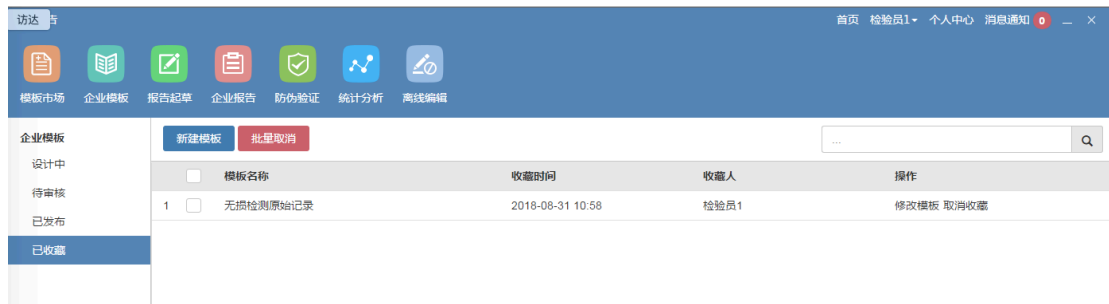 访达 告 首页 检验员1 个人中心 消息通知 0
模板市场 企业模板 报告起草 企业报告 防伪验证 统计分析 离线编辑
企业模板 新建模板 批量取消 ...
设计中 模板名称 收藏时间 收藏人 操作
待审核 1 无损检测原始记录 2018-08-31 10:58 检验员1 修改模板 取消收藏
已发布
已收藏